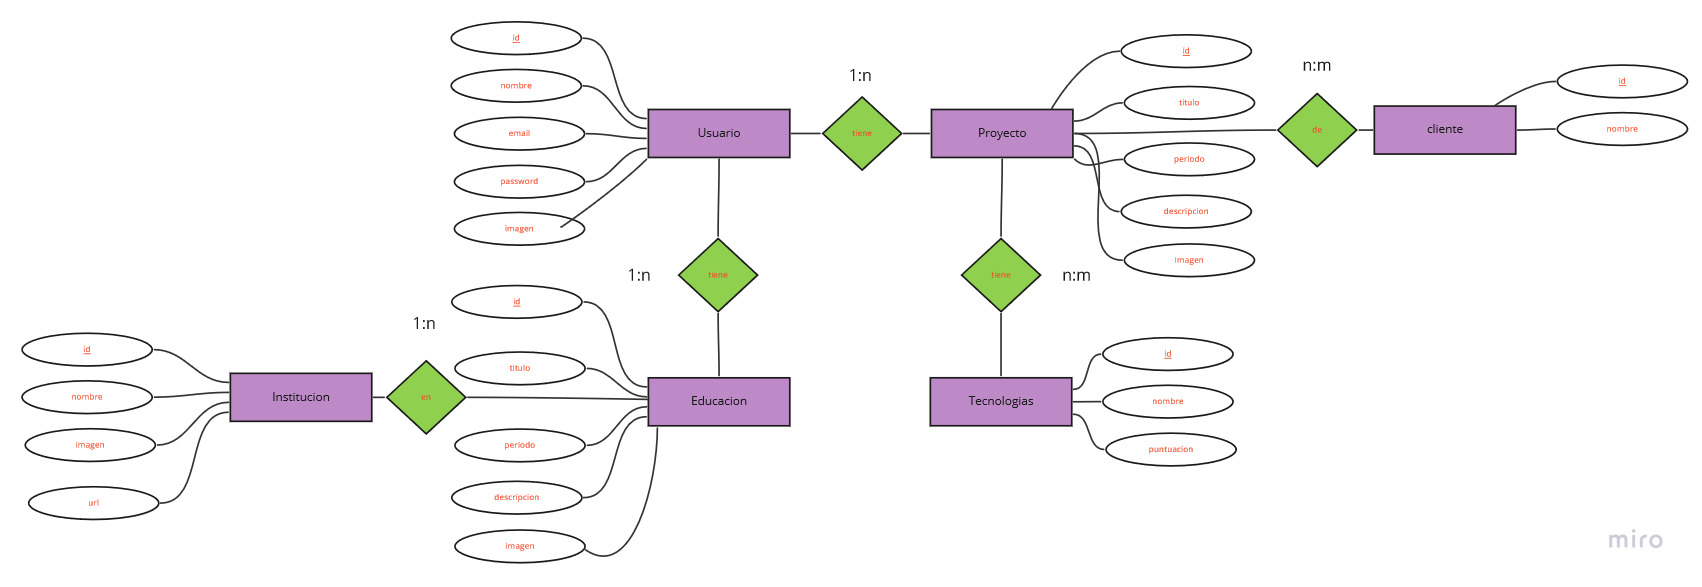 id
nombre
email
password
imagen
Usuario
1:n
tiene
Proyecto
id
titulo
periodo
descripcion
imagen
n:m
de
cliente
id
nombre
1:n
tiene
tiene
n:m
id
nombre
imagen
url
Institucion
1:n
en
id
titulo
periodo
descripcion
imagen
Educacion
Tecnologias
id
nombre
puntuacion
miro